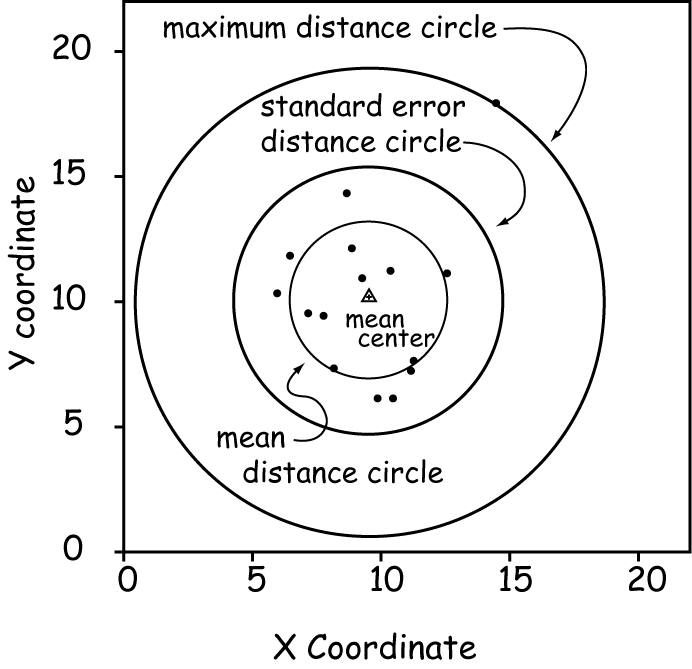 maximum distance circle
20
standard error
distance circle
15
Y coordinate
10
mean
center
5
mean
distance circle
0
0 5 10 15 20
X Coordinate